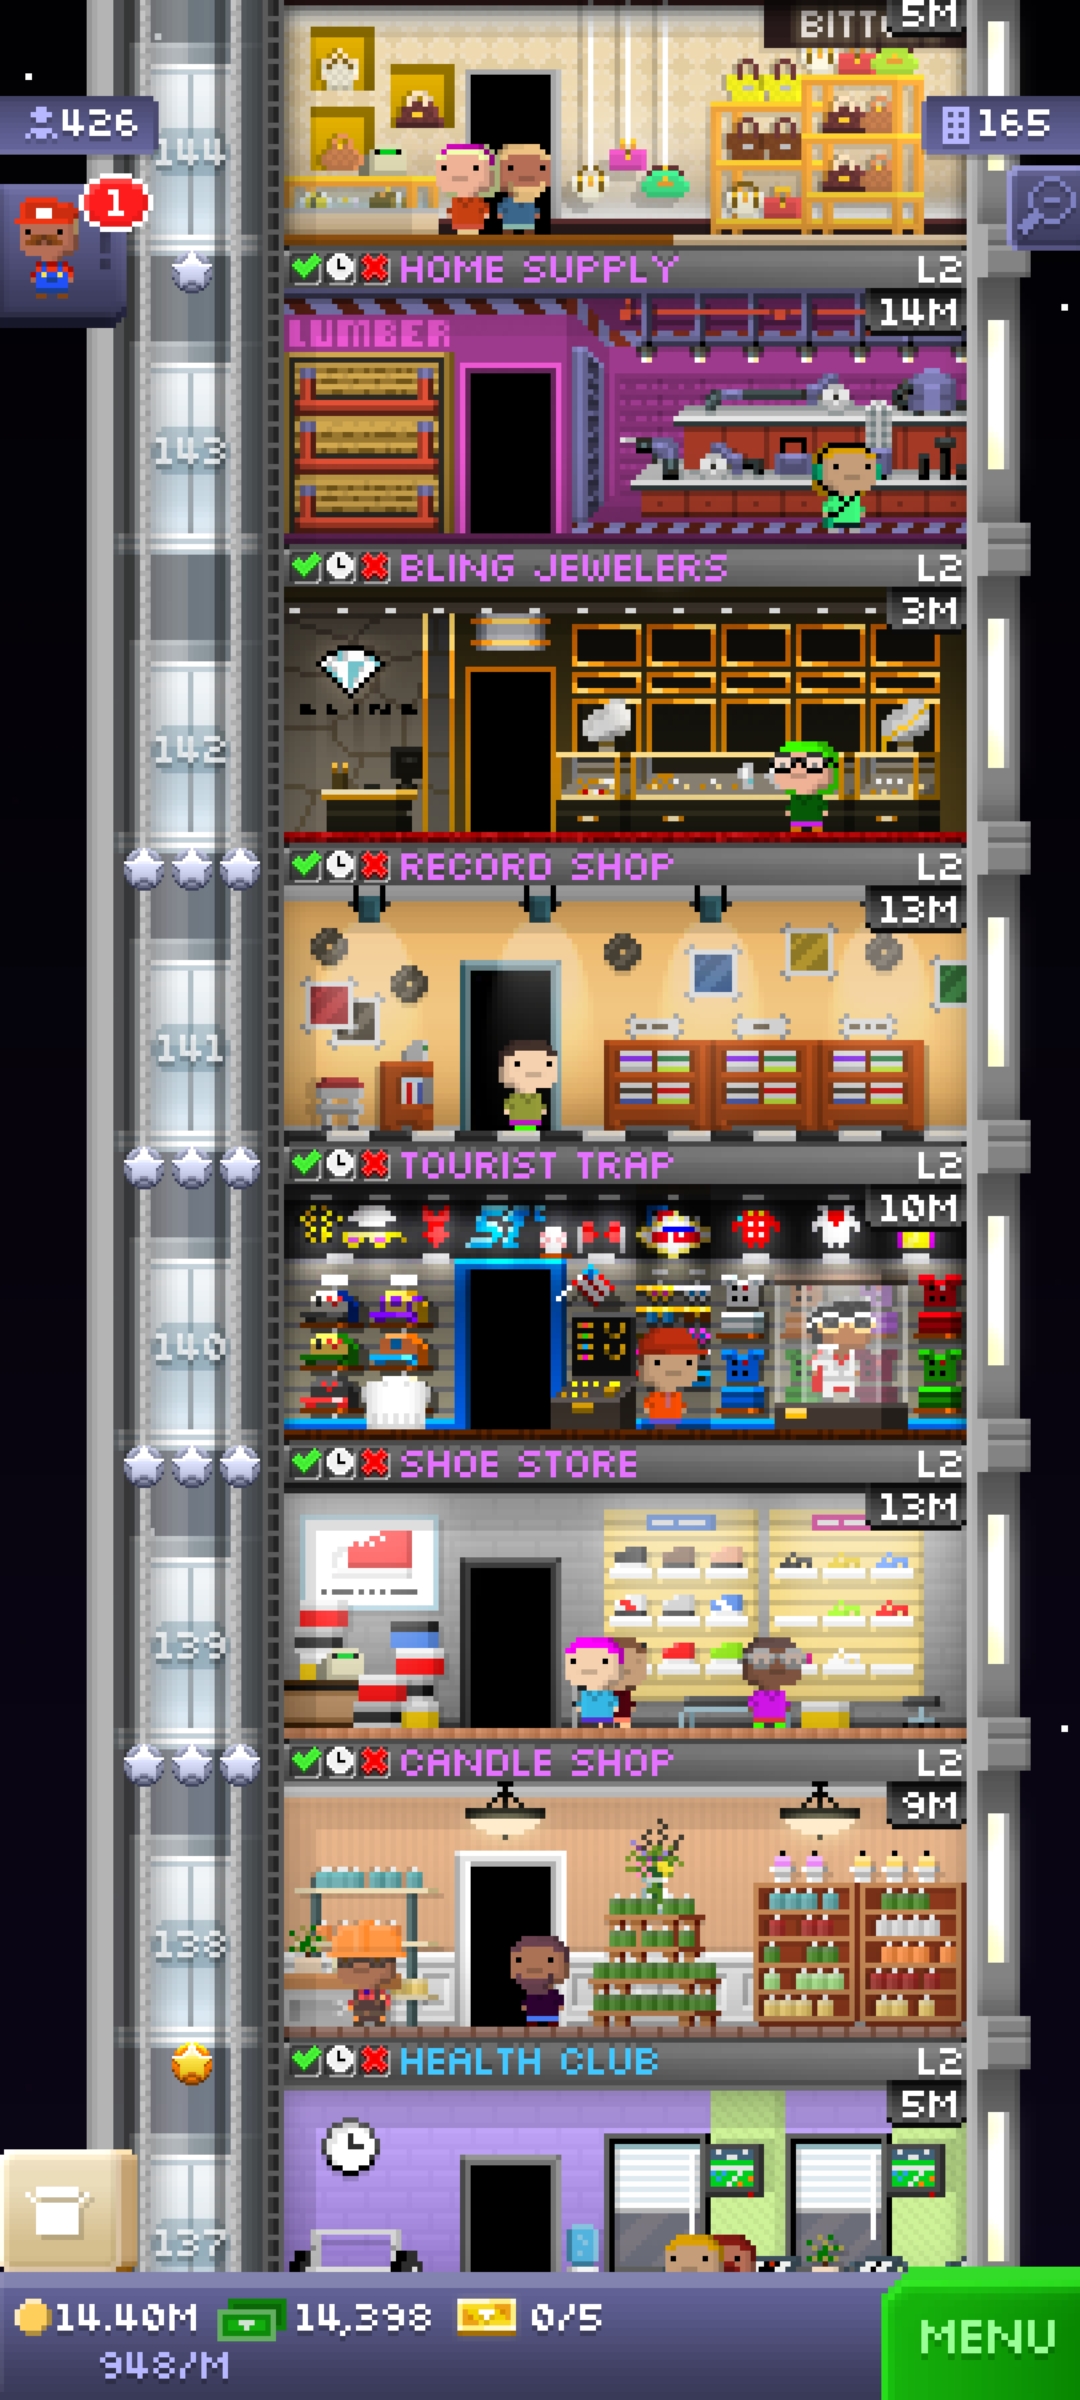 5M
426
144
165
1
HOME SUPPLY L2
LUMBER 14M
143
BLING JEWELERS L2
3M
BLING
142
RECORD SHOP L2
13M
141
TOURIST TRAP L2
10M
140
SHOE STORE L2
13M
139
CANDLE SHOP L2
9M
138
HEALTH CLUB L2
5M
137
14.40M 14,398 0/5
948/M
MENU